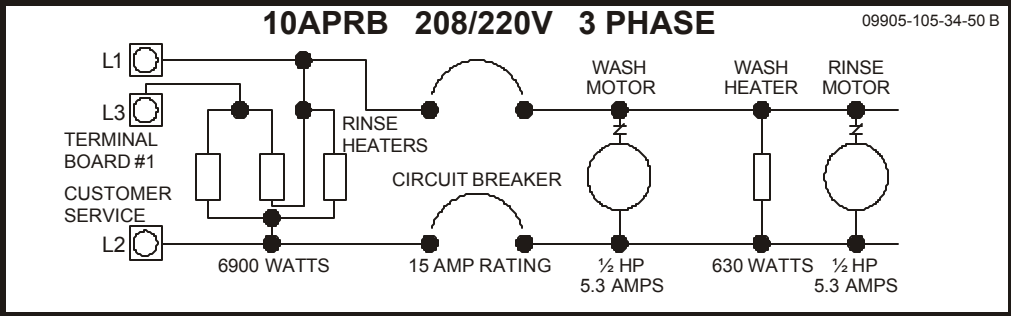 10APRB 208/220V 3 PHASE
09905-105-34-50 B
L1
L3
TERMINAL
BOARD #1
CUSTOMER
SERVICE
L2
RINSE
HEATERS
6900 WATTS
CIRCUIT BREAKER
15 AMP RATING
WASH
MOTOR
½ HP
5.3 AMPS
WASH
HEATER
630 WATTS
RINSE
MOTOR
½ HP
5.3 AMPS